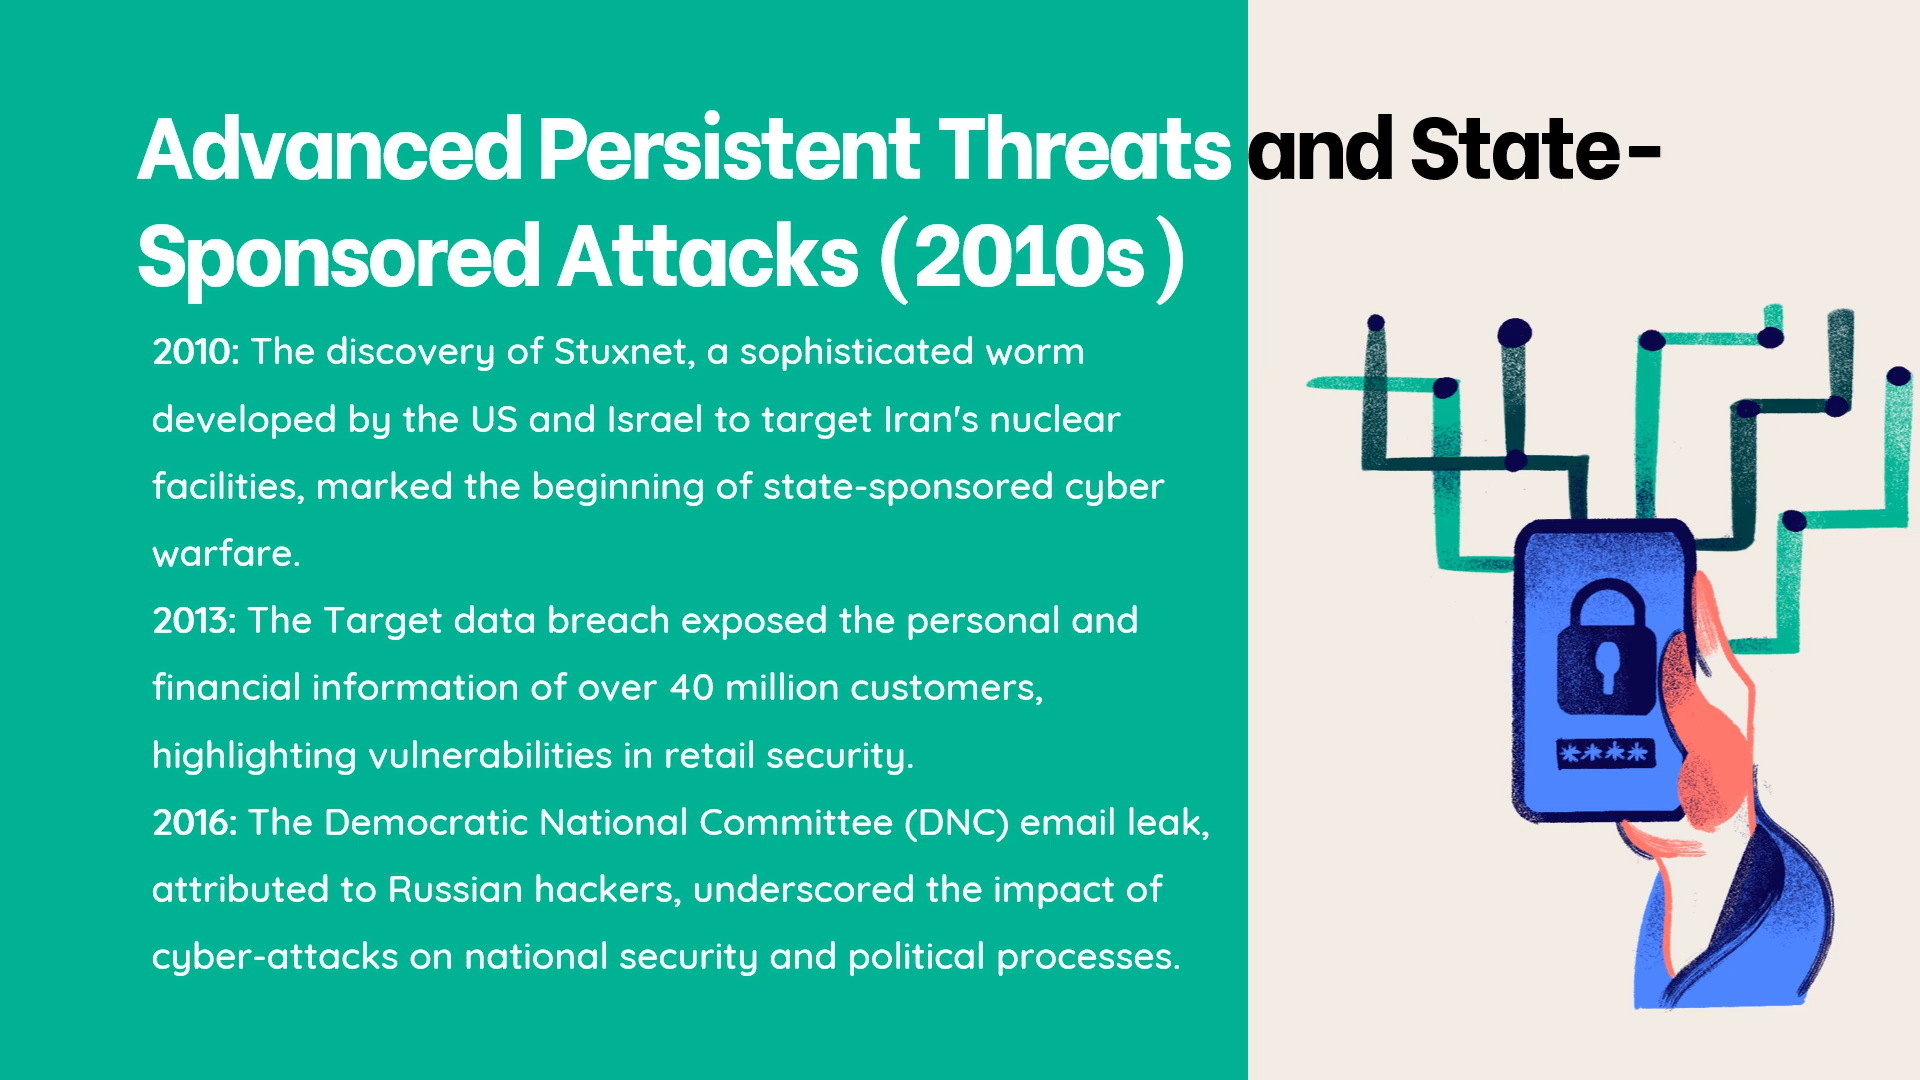 Advanced Persistent Threats and State-
Sponsored Attacks (2010s)
2010: The discovery of Stuxnet, a sophisticated worm
developed by the US and Israel to target Iran's nuclear
facilities, marked the beginning of state-sponsored cyber
warfare.
2013: The Target data breach exposed the personal and
financial information of over 40 million customers,
highlighting vulnerabilities in retail security.
2016: The Democratic National Committee (DNC) email leak,
attributed to Russian hackers, underscored the impact of
cyber-attacks on national security and political processes.
****